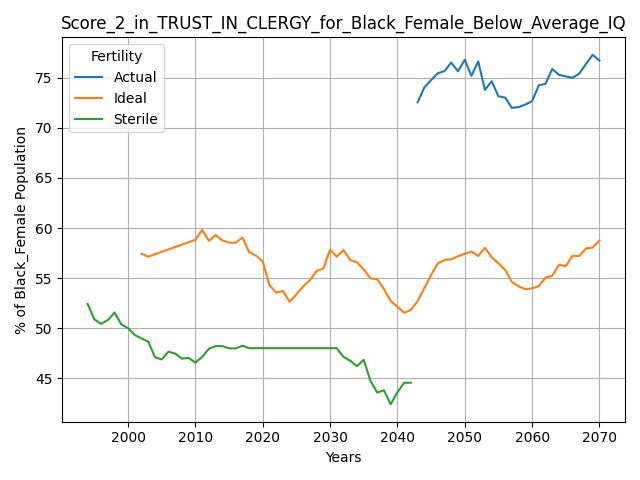 Score_2_in_TRUST_IN_CLERGY_for_Black_Female_Below_Average_IQ
Fertility
Actual
Ideal
Sterile
% of Black_Female Population
75
70
65
60
55
50
45
2000
2010
2020
2030
2040
2050
2060
2070
Years